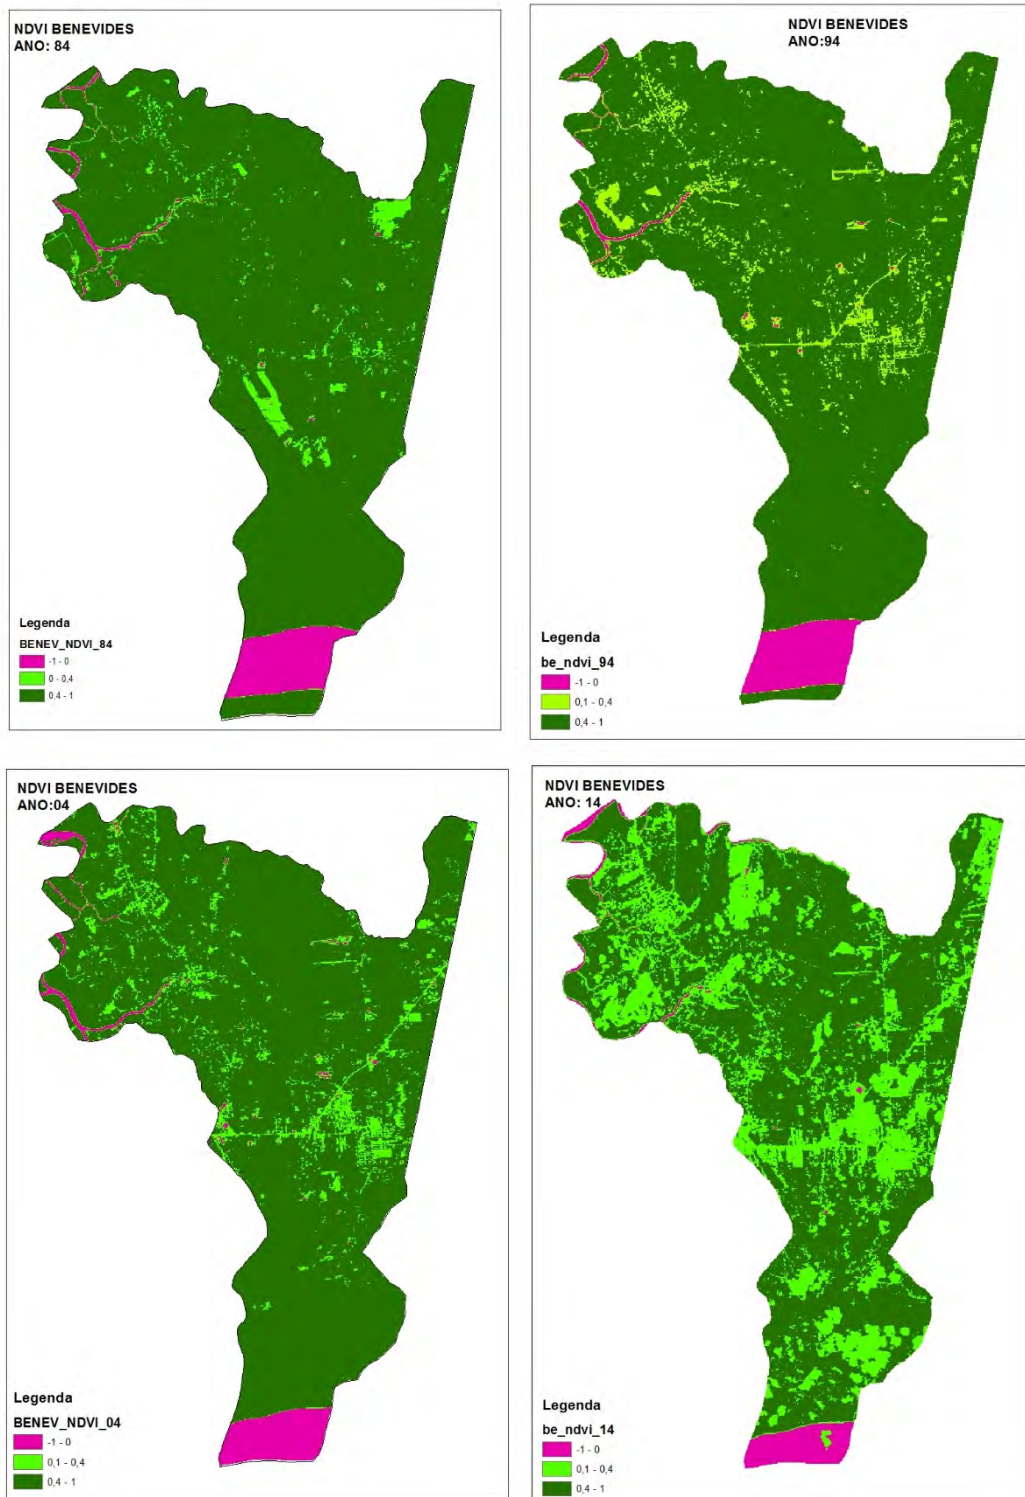 NDVI BENEVIDES
ANO: 84
Legenda
BENEV_NDVI_84
-1 - 0
0 - 0,4
0,4 - 1
NDVI BENEVIDES
ANO:94
Legenda
be_ndvi_94
-1 - 0
0,1 - 0,4
0,4 - 1
NDVI BENEVIDES
ANO:04
Legenda
BENEV_NDVI_04
-1 - 0
0,1 - 0,4
0,4 - 1
NDVI BENEVIDES
ANO: 14
Legenda
be_ndvi_14
-1 - 0
0,1 - 0,4
0,4 - 1